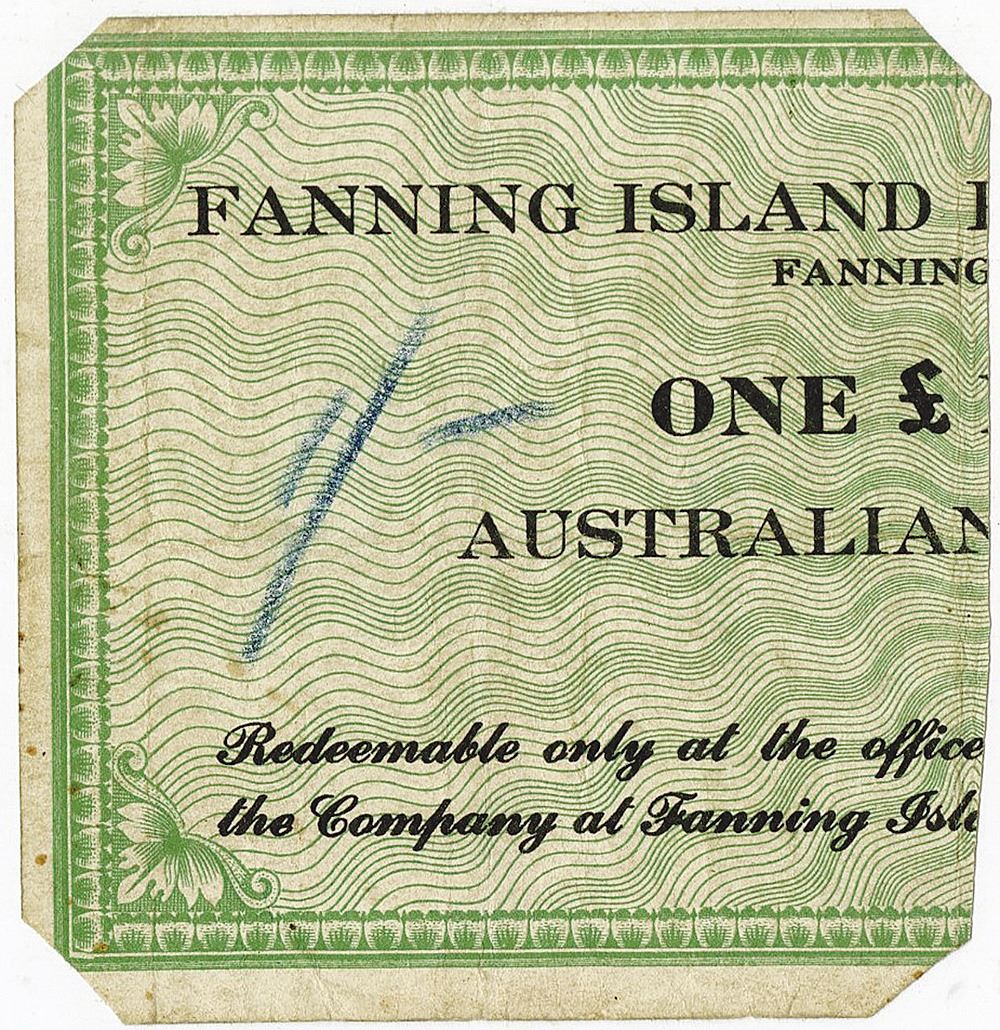 FANNING ISLAND
FANNING
ONE £
AUSTRALIAN
1/-
Redeemable only at the office
the Company at Fanning